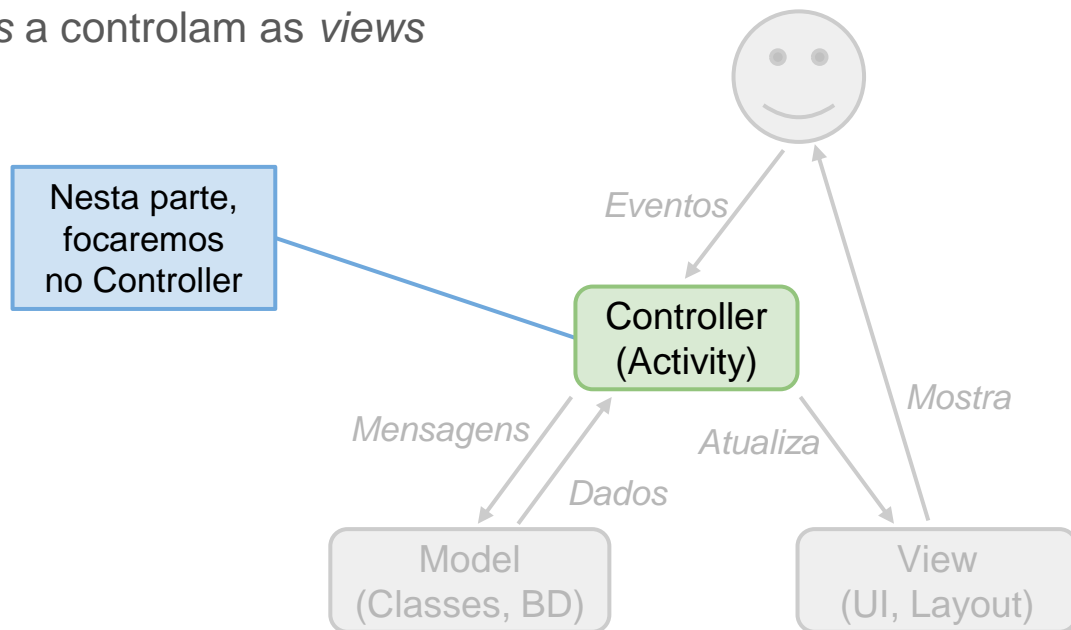 s a controlam as views
Nesta parte,
focaremos
no Controller
Eventos
Controller
(Activity)
Mensagens
Dados
Atualiza
Mostra
Model
(Classes, BD)
View
(UI, Layout)